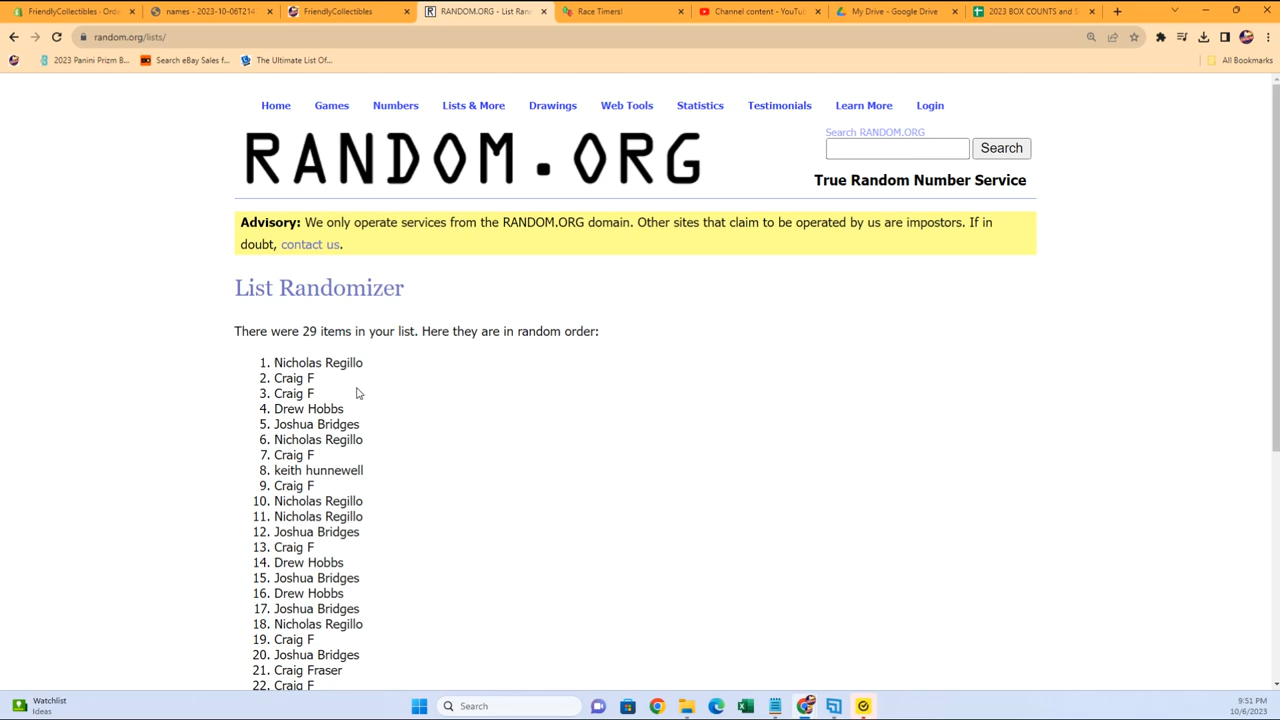 FriendlyCollectibles · Orde
names - 2023-10-06T214
FriendlyCollectibles
RANDOM.ORG - List Ran
Race Timers!
Channel content - YouTu
My Drive - Google Drive
2023 BOX COUNTS and S
random.org/lists/
2023 Panini Prizm B...
Search eBay Sales f...
The Ultimate List Of...
All Bookmarks
Home Games Numbers Lists & More Drawings Web Tools Statistics Testimonials Learn More Login
RANDOM.ORG
Search RANDOM.ORG
Search
True Random Number Service
Advisory: We only operate services from the RANDOM.ORG domain. Other sites that claim to be operated by us are impostors. If in
doubt, contact us.
List Randomizer
There were 29 items in your list. Here they are in random order:
1. Nicholas Regillo
2. Craig F
3. Craig F
4. Drew Hobbs
5. Joshua Bridges
6. Nicholas Regillo
7. Craig F
8. keith hunnewell
9. Craig F
10. Nicholas Regillo
11. Nicholas Regillo
12. Joshua Bridges
13. Craig F
14. Drew Hobbs
15. Joshua Bridges
16. Drew Hobbs
17. Joshua Bridges
18. Nicholas Regillo
19. Craig F
20. Joshua Bridges
21. Craig Fraser
22. Craig F
Watchlist
Ideas
Search
9:51 PM
10/6/2023